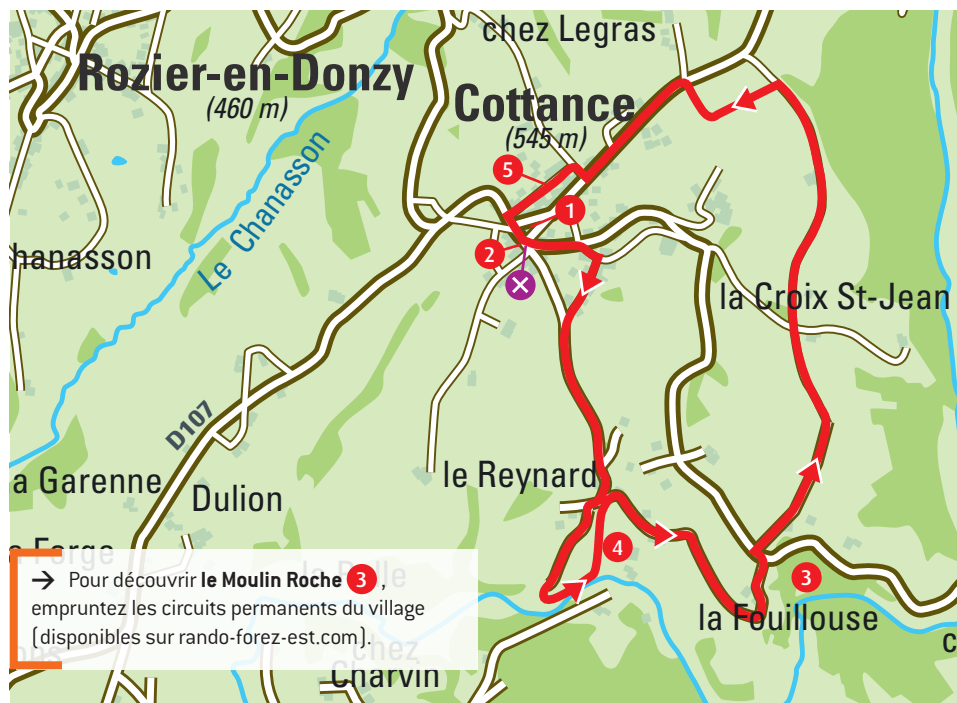 chez Legras
Rozier-en-Donzy
(460 m)
Cottance
(545 m)
Le Chanasson
5
1
2
hanasson
la Croix St-Jean
D107
le Reynard
a Garenne
Dulion
4
3
la Fouillouse
→ Pour découvrir le Moulin Roche 3 ,
empruntez les circuits permanents du village
(disponibles sur rando-forez-est.com).
chez
Charvin
c